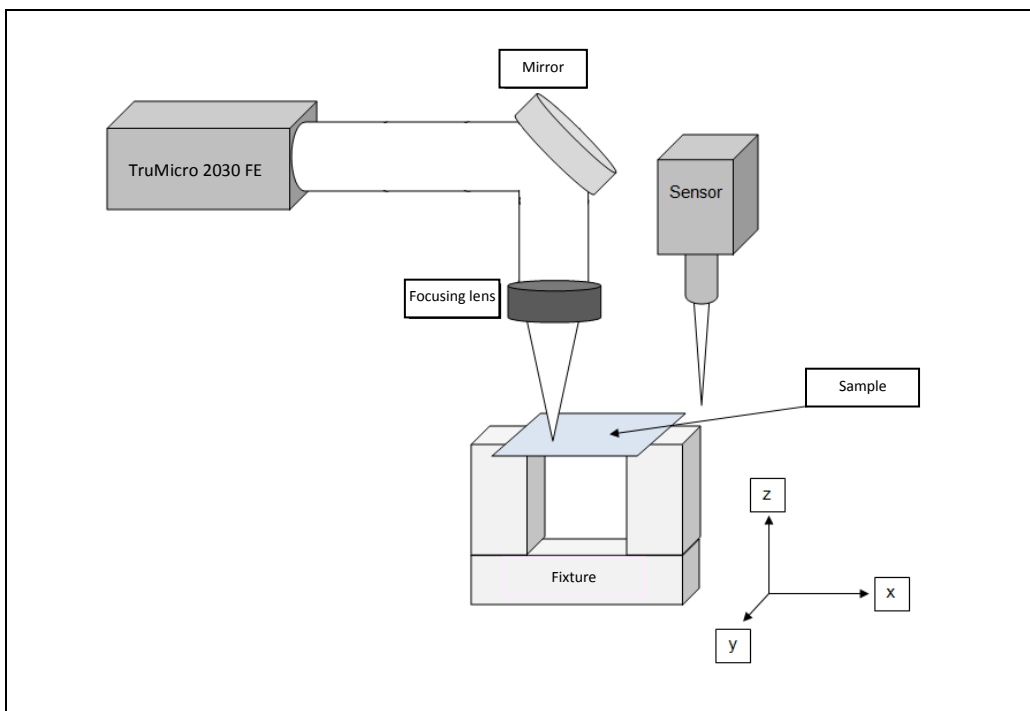 Mirror
TruMicro 2030 FE
Sensor
Focusing lens
Sample
z
Fixture
x
y